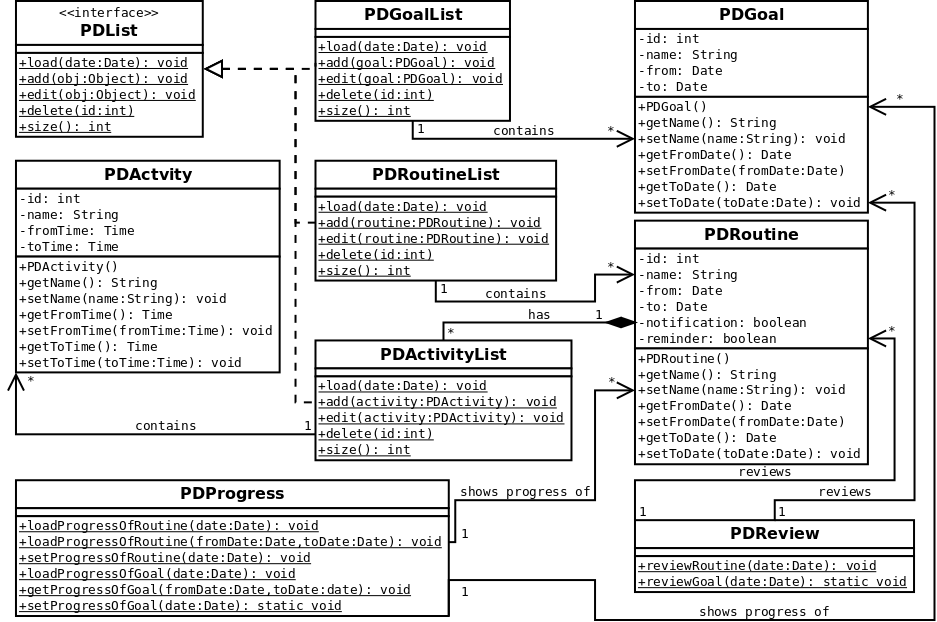 <<interface>>
PDList
+load(date:Date): void
+add(obj:Object): void
+edit(obj:Object): void
+delete(id:int)
+size(): int
PDGoalList
+load(date:Date): void
+add(goal:PDGoal): void
+edit(goal:PDGoal): void
+delete(id:int)
+size(): int
1
contains
*
PDGoal
-id: int
-name: String
-from: Date
-to: Date
+PDGoal()
+getName(): String
+setName(name:String): void
+getFromDate(): Date
+setFromDate(fromDate:Date)
+getToDate(): Date
+setToDate(toDate:Date): void
*
*
PDActvity
-id: int
-name: String
-fromTime: Time
-toTime: Time
+PDActivity()
+getName(): String
+setName(name:String): void
+getFromTime(): Time
+setFromTime(fromTime:Time): void
+getToTime(): Time
+setToTime(toTime:Time): void
*
contains
1
PDRoutineList
+load(date:Date): void
+add(routine:PDRoutine): void
+edit(routine:PDRoutine): void
+delete(id:int)
+size(): int
1
contains
*
has
1
*
PDRoutine
-id: int
-name: String
-from: Date
-to: Date
-notification: boolean
-reminder: boolean
+PDRoutine()
+getName(): String
+setName(name:String): void
+getFromDate(): Date
+setFromDate(fromDate:Date)
+getToDate(): Date
+setToDate(toDate:Date): void
*
*
PDActivityList
+load(date:Date): void
+add(activity:PDActivity): void
+edit(activity:PDActivity): void
+delete(id:int)
+size(): int
PDProgress
+loadProgressOfRoutine(date:Date): void
+loadProgressOfRoutine(fromDate:Date,toDate:Date): void
+setProgressOfRoutine(date:Date): void
+loadProgressOfGoal(date:Date): void
+getProgressOfGoal(fromDate:Date,toDate:date): void
+setProgressOfGoal(date:Date): static void
shows progress of
1
1
shows progress of
reviews
reviews
1
1
PDReview
+reviewRoutine(date:Date): void
+reviewGoal(date:Date): static void